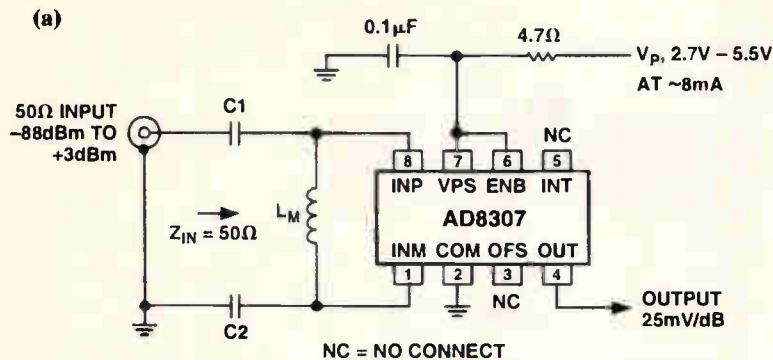 (a)
0.1µF
4.7Ω
VP, 2.7V – 5.5V
AT ~8mA
50Ω INPUT
–88dBm TO
+3dBm
C1
NC
8
7
6
5
INP
VPS
ENB
INT
LM
AD8307
ZIN = 50Ω
INM
COM
OFS
OUT
1
2
3
4
NC
C2
OUTPUT
25mV/dB
NC = NO CONNECT